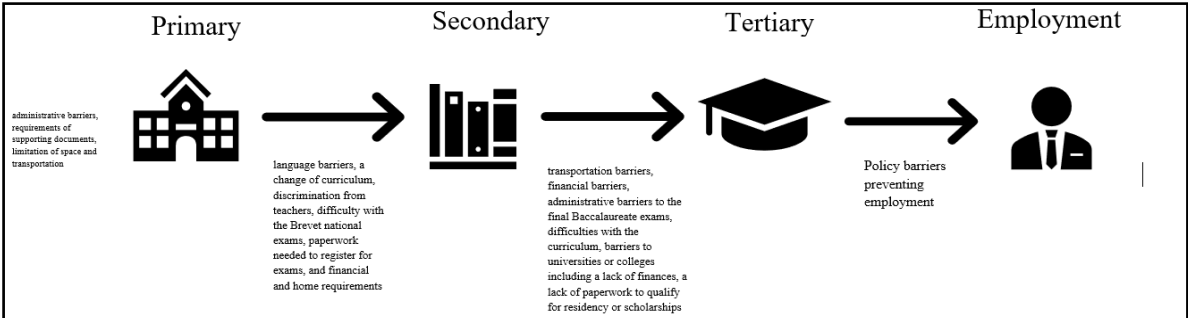 Primary
Secondary
Tertiary
Employment
administrative barriers,
requirements of
supporting documents,
limitation of space and
transportation
language barriers, a
change of curriculum,
discrimination from
teachers, difficulty with
the Brevet national
exams, paperwork
needed to register for
exams, and financial
and home requirements
transportation barriers,
financial barriers,
administrative barriers to the
final Baccalaureate exams,
difficulties with the
curriculum, barriers to
universities or colleges
including a lack of finances, a
lack of paperwork to qualify
for residency or scholarships
Policy barriers
preventing
employment